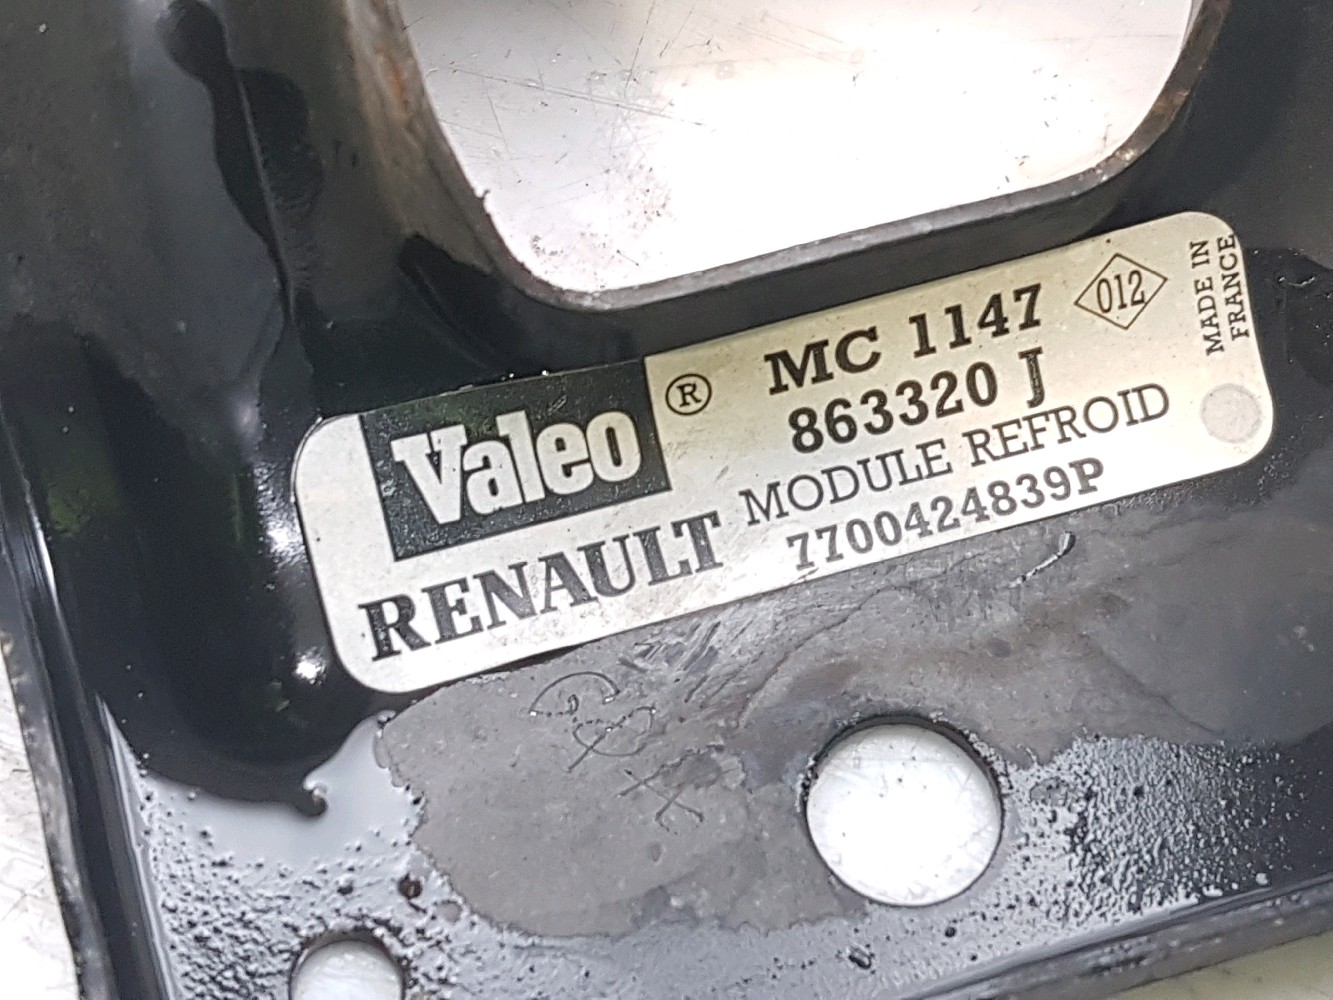 Valeo ®
RENAULT
MC 1147
863320 J
MODULE REFROID
7700424839P
012
MADE IN
FRANCE